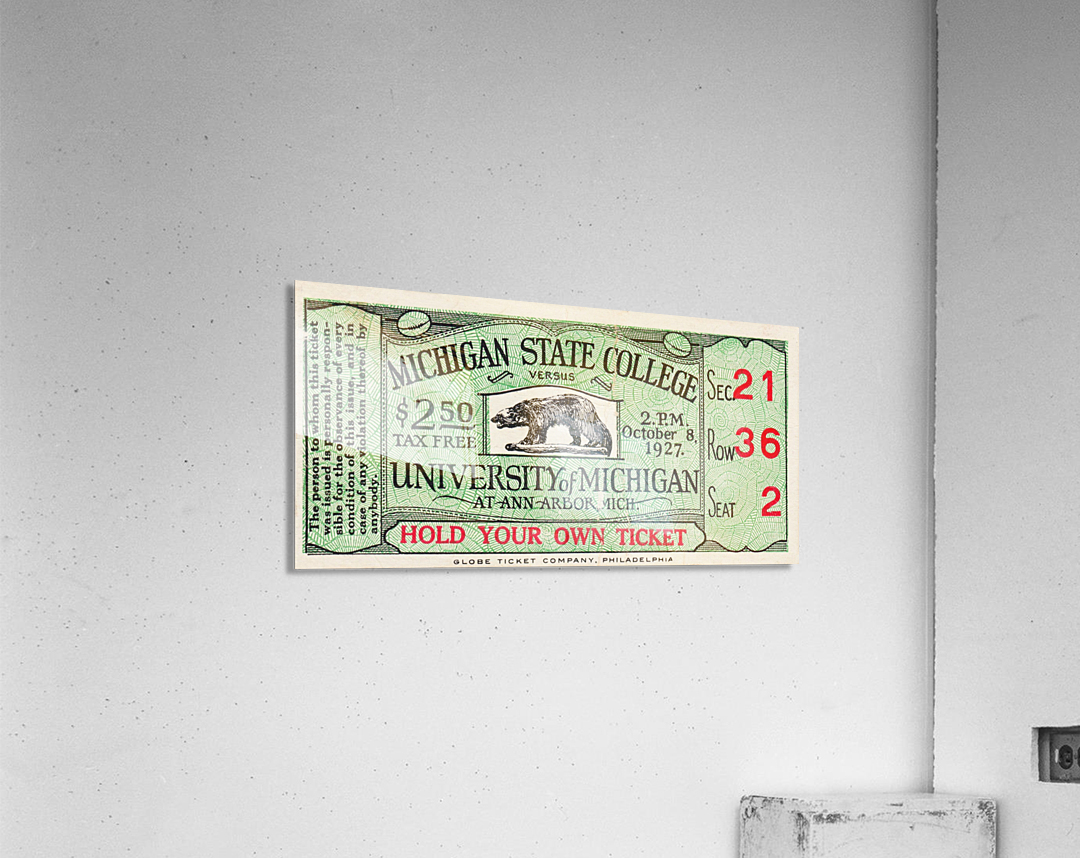 The person to whom this ticket
was issued is personally respon-
sible for the observance of every
condition of this issue, and in
case of any violation thereof by
anybody.
MICHIGAN STATE COLLEGE
VERSUS
$2.50
TAX FREE
2.P.M.
October 8,
1927.
UNIVERSITY of MICHIGAN
AT ANN-ARBOR MICH.
HOLD YOUR OWN TICKET
SEC. 21
ROW 36
SEAT 2
GLOBE TICKET COMPANY, PHILADELPHIA